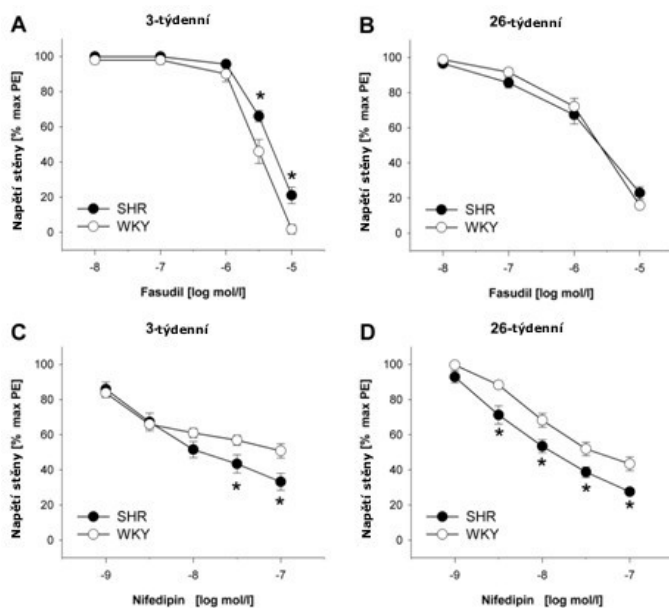 A
3-týdenní
Napětí stěny [% max PE]
100
80
60
40
20
0
*
*
SHR
WKY
-8
-7
-6
-5
Fasudil [log mol/l]
B
26-týdenní
Napětí stěny [% max PE]
100
80
60
40
20
0
SHR
WKY
-8
-7
-6
-5
Fasudil [log mol/l]
C
3-týdenní
Napětí stěny [% max PE]
100
80
60
40
20
0
*
*
SHR
WKY
-9
-8
-7
Nifedipin [log mol/l]
D
26-týdenní
Napětí stěny [% max PE]
100
80
60
40
20
0
*
*
*
*
SHR
WKY
-9
-8
-7
Nifedipin [log mol/l]